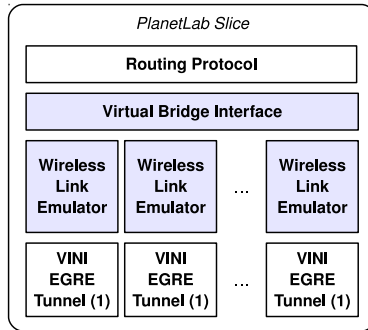 PlanetLab Slice
Routing Protocol
Virtual Bridge Interface
Wireless Link Emulator
Wireless Link Emulator
...
Wireless Link Emulator
VINI EGRE Tunnel (1)
VINI EGRE Tunnel (1)
...
VINI EGRE Tunnel (1)